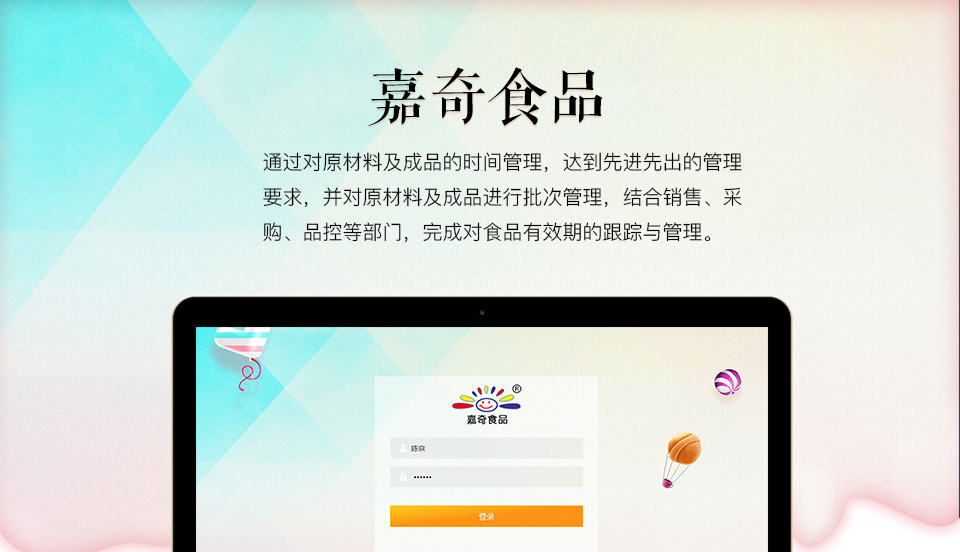 嘉奇食品
通过对原材料及成品的时间管理，达到先进先出的管理
要求，并对原材料及成品进行批次管理，结合销售、采
购、品控等部门，完成对食品有效期的跟踪与管理。
®
嘉奇食品
••••••
登录